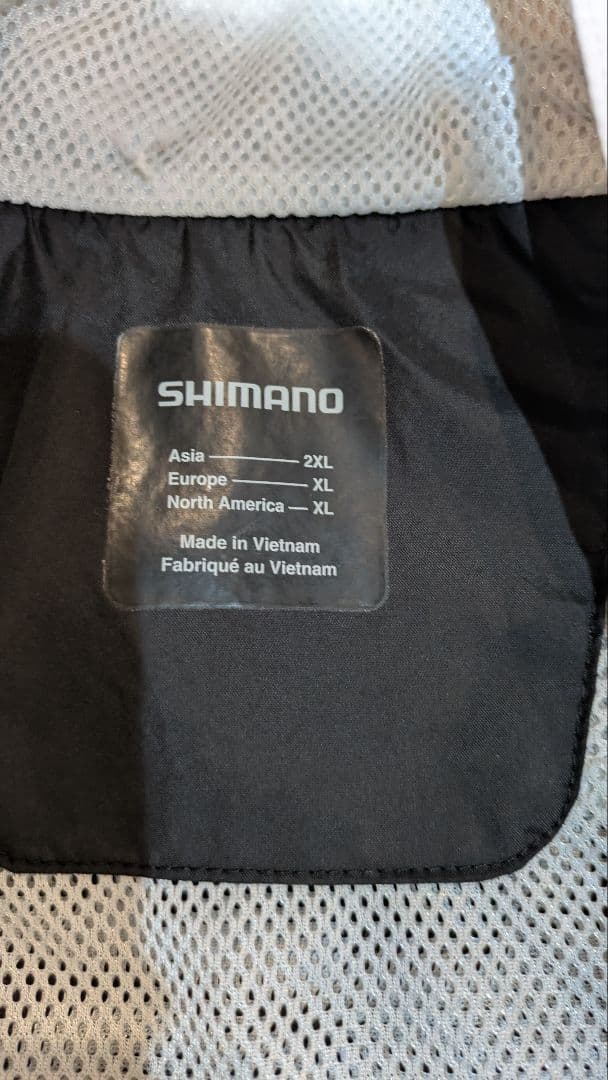 SHIMANO
Asia 2XL
Europe XL
North America XL
Made in Vietnam
Fabriqué au Vietnam